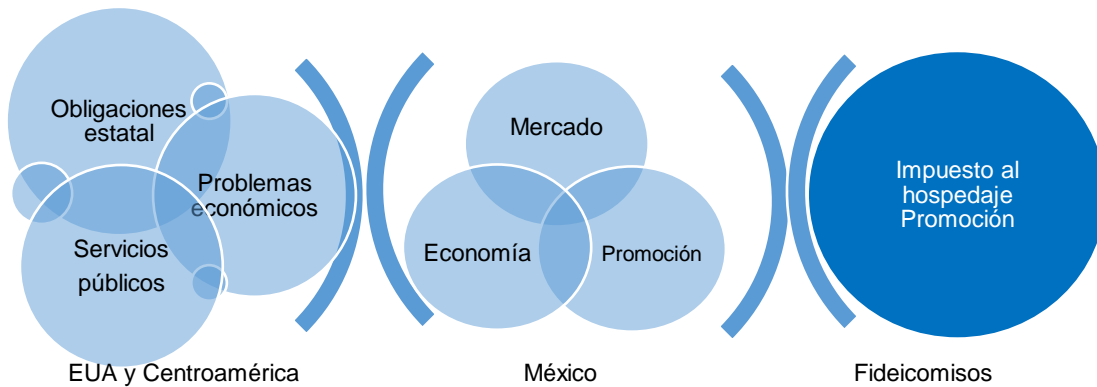 Obligaciones
estatal
Problemas
económicos
Servicios
públicos
Mercado
Economía
Promoción
Impuesto al
hospedaje
Promoción
EUA y Centroamérica
México
Fideicomisos